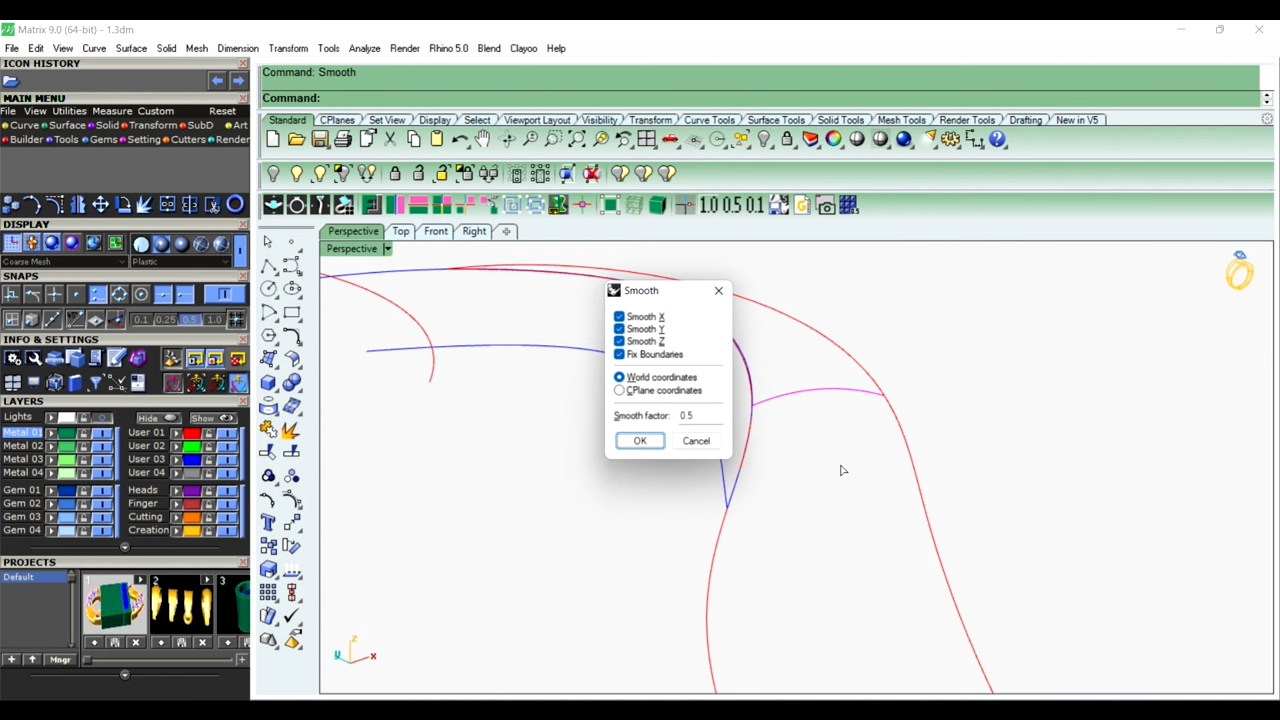 Matrix 9.0 (64-bit) - 1.3dm
File Edit View Curve Surface Solid Mesh Dimension Transform Tools Analyze Render Rhino 5.0 Blend Clayoo Help
ICON HISTORY
MAIN MENU
File View Utilities Measure Custom Reset
Curve Surface Solid Transform SubD Art
Builder Tools Gems Setting Cutters Render
DISPLAY
Coarse Mesh Plastic
SNAPS
0.1 0.25 0.5 1.0
INFO & SETTINGS
LAYERS
Lights Hide Show
Metal 01 User 01
Metal 02 User 02
Metal 03 User 03
Metal 04 User 04
Gem 01 Heads
Gem 02 Finger
Gem 03 Cutting
Gem 04 Creation
PROJECTS
Default 1 2 3
Mngr
Command: Smooth
Command:
Standard CPlanes Set View Display Select Viewport Layout Visibility Transform Curve Tools Surface Tools Solid Tools Mesh Tools Render Tools Drafting New in V5
1.0 0.5 0.1
Perspective Top Front Right
Perspective
Smooth
Smooth X
Smooth Y
Smooth Z
Fix Boundaries
World coordinates
CPlane coordinates
Smooth factor: 0.5
OK Cancel
z
y x